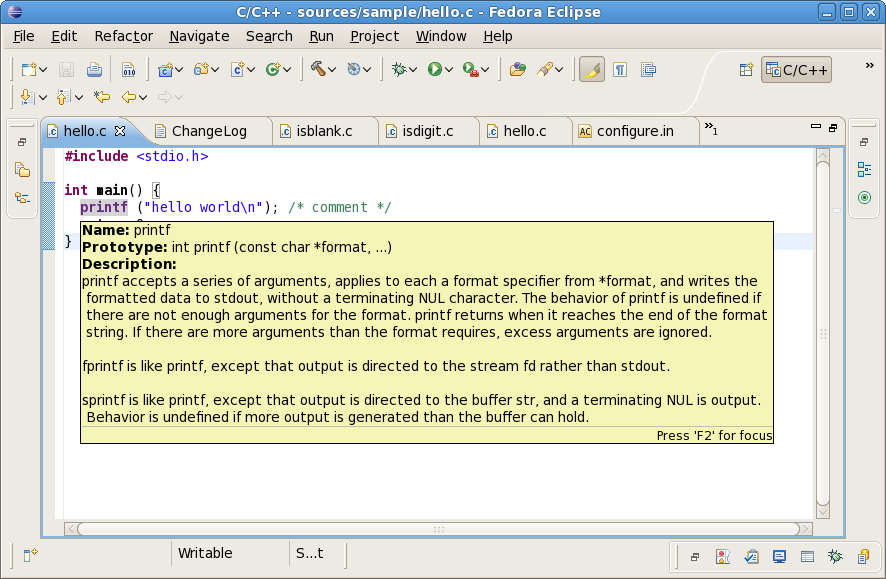 C/C++ - sources/sample/hello.c - Fedora Eclipse
File Edit Refactor Navigate Search Run Project Window Help
010
C/C++
»
hello.c ChangeLog isblank.c isdigit.c hello.c configure.in »1
#include <stdio.h>
int main() {
printf ("hello world\n"); /* comment */
}
Name: printf
Prototype: int printf (const char *format, ...)
Description:
printf accepts a series of arguments, applies to each a format specifier from *format, and writes the
formatted data to stdout, without a terminating NUL character. The behavior of printf is undefined if
there are not enough arguments for the format. printf returns when it reaches the end of the format
string. If there are more arguments than the format requires, excess arguments are ignored.
fprintf is like printf, except that output is directed to the stream fd rather than stdout.
sprintf is like printf, except that output is directed to the buffer str, and a terminating NUL is output.
Behavior is undefined if more output is generated than the buffer can hold.
Press 'F2' for focus
Writable S...t